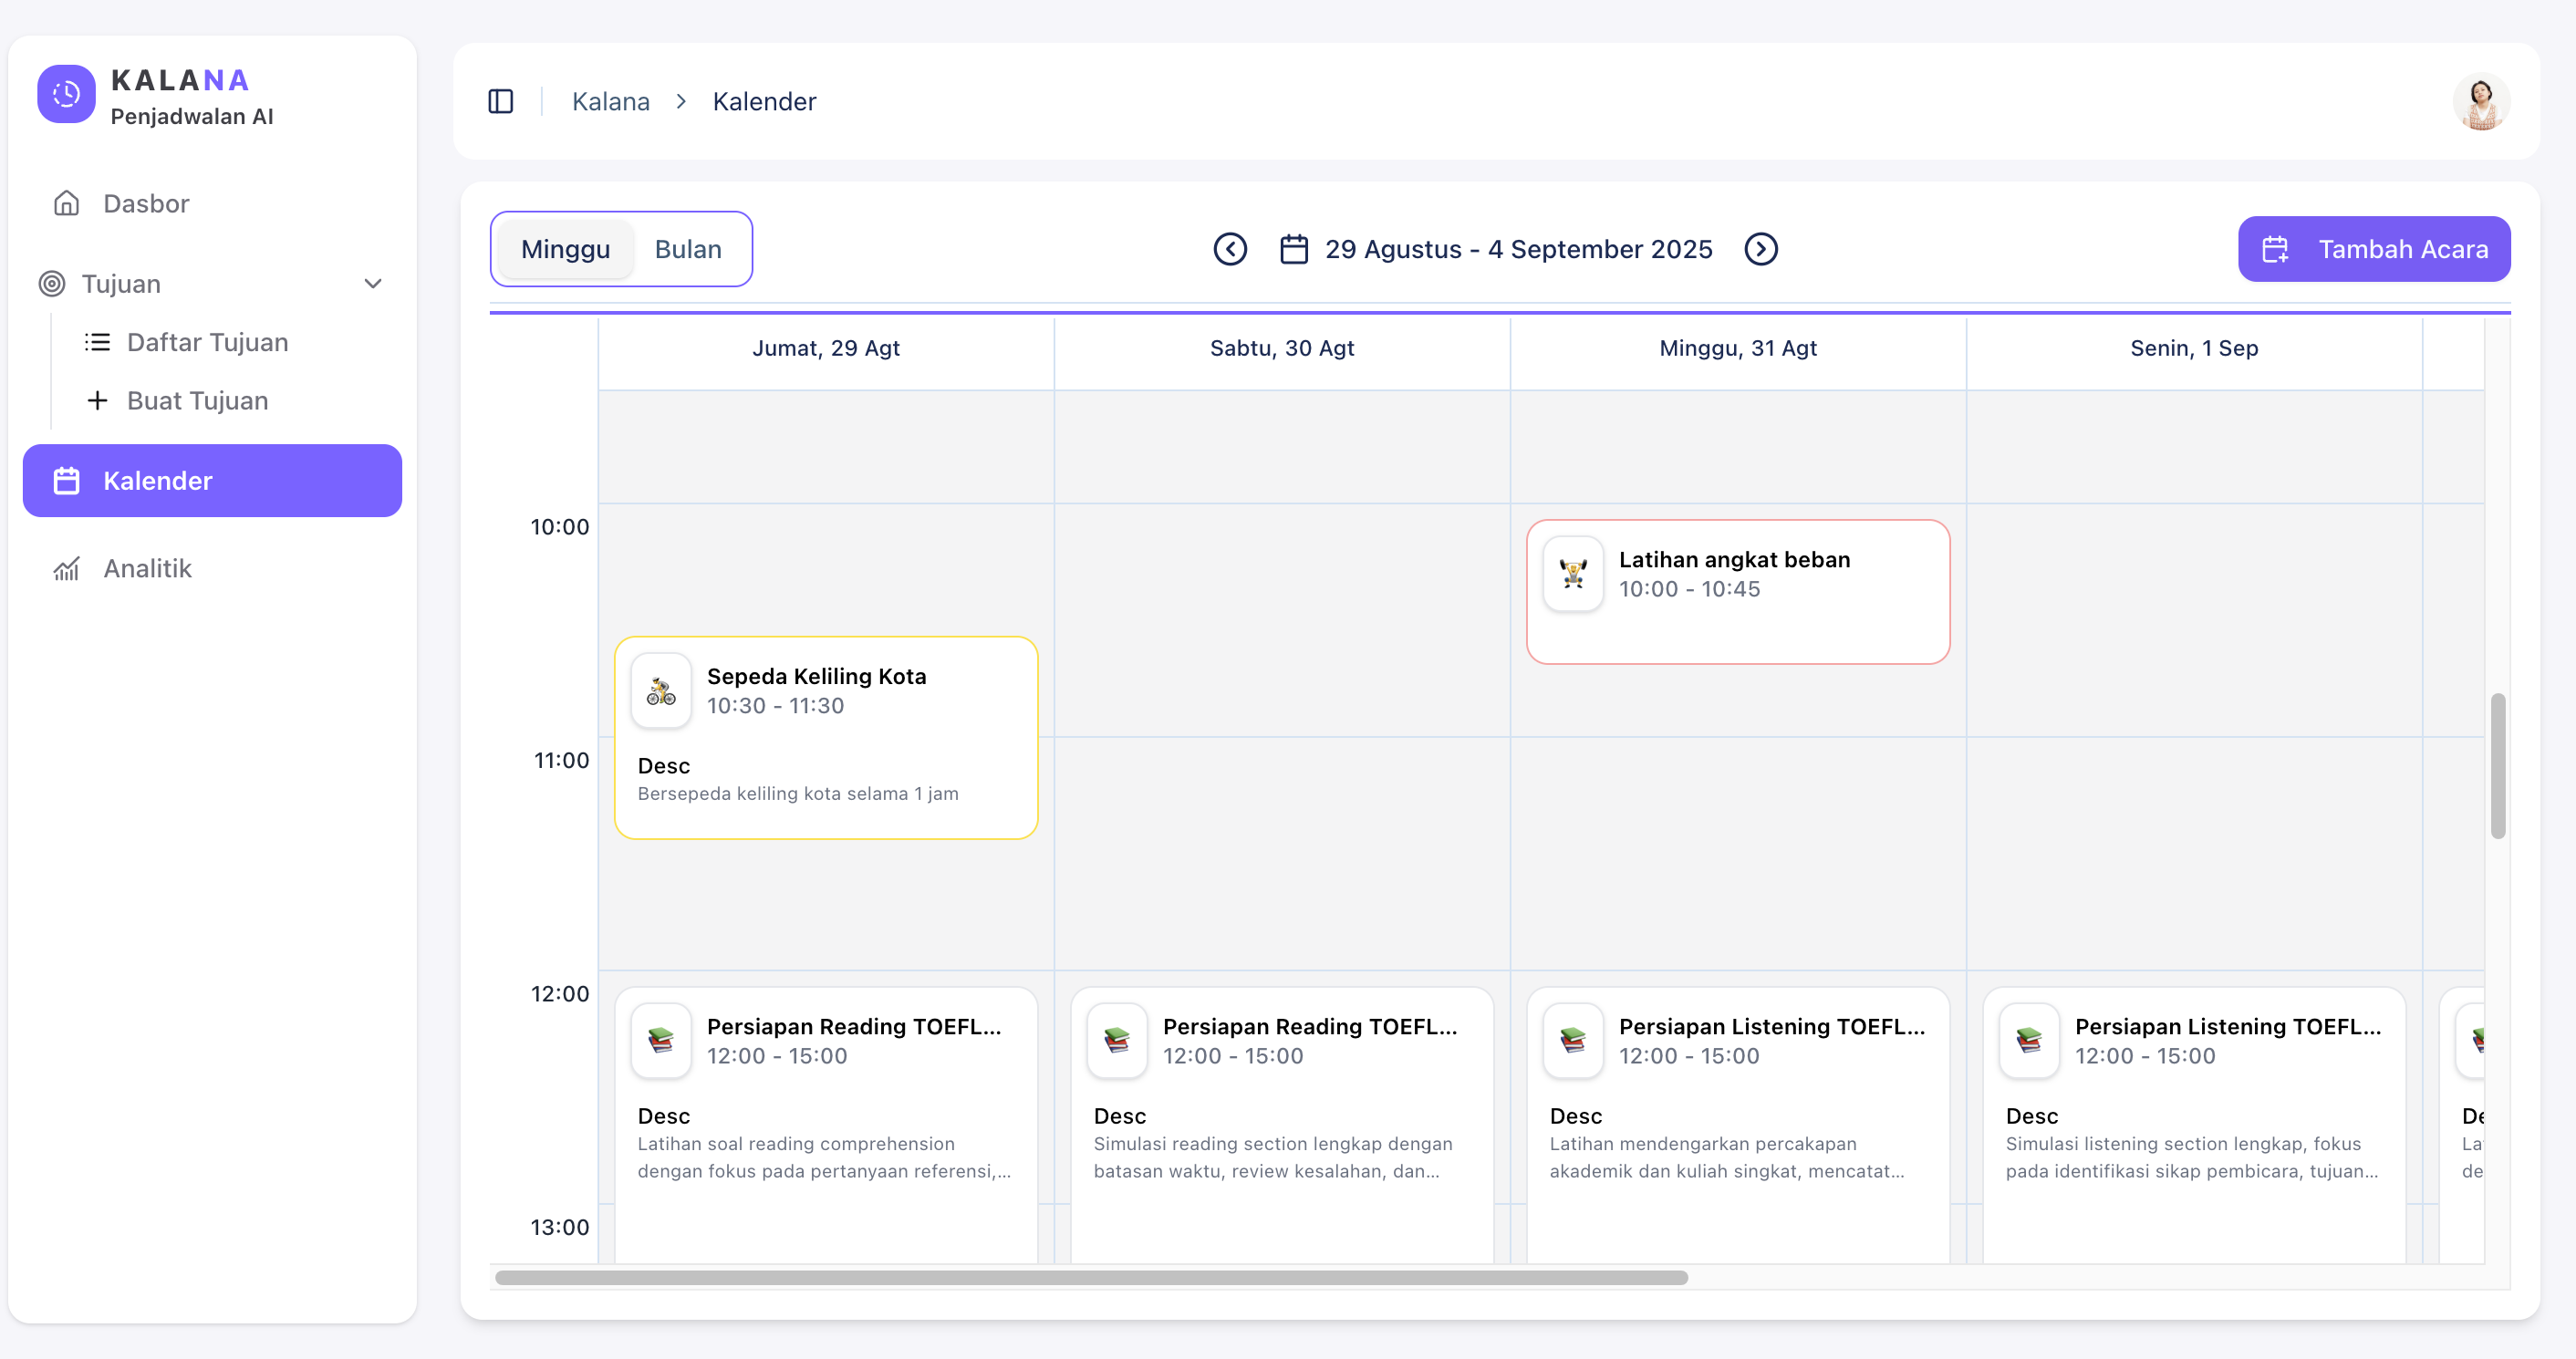 KALANA
Penjadwalan AI
Dasbor
Tujuan
Daftar Tujuan
Buat Tujuan
Kalender
Analitik
Kalana > Kalender
Minggu
Bulan
29 Agustus - 4 September 2025
Tambah Acara
Jumat, 29 Agt
Sabtu, 30 Agt
Minggu, 31 Agt
Senin, 1 Sep
10:00
Latihan angkat beban
10:00 - 10:45
Sepeda Keliling Kota
10:30 - 11:30
11:00
Desc
Bersepeda keliling kota selama 1 jam
12:00
Persiapan Reading TOEFL...
12:00 - 15:00
Desc
Latihan soal reading comprehension
dengan fokus pada pertanyaan referensi,...
Persiapan Reading TOEFL...
12:00 - 15:00
Desc
Simulasi reading section lengkap dengan
batasan waktu, review kesalahan, dan...
Persiapan Listening TOEFL...
12:00 - 15:00
Desc
Latihan mendengarkan percakapan
akademik dan kuliah singkat, mencatat...
Persiapan Listening TOEFL...
12:00 - 15:00
Desc
Simulasi listening section lengkap, fokus
pada identifikasi sikap pembicara, tujuan...
13:00